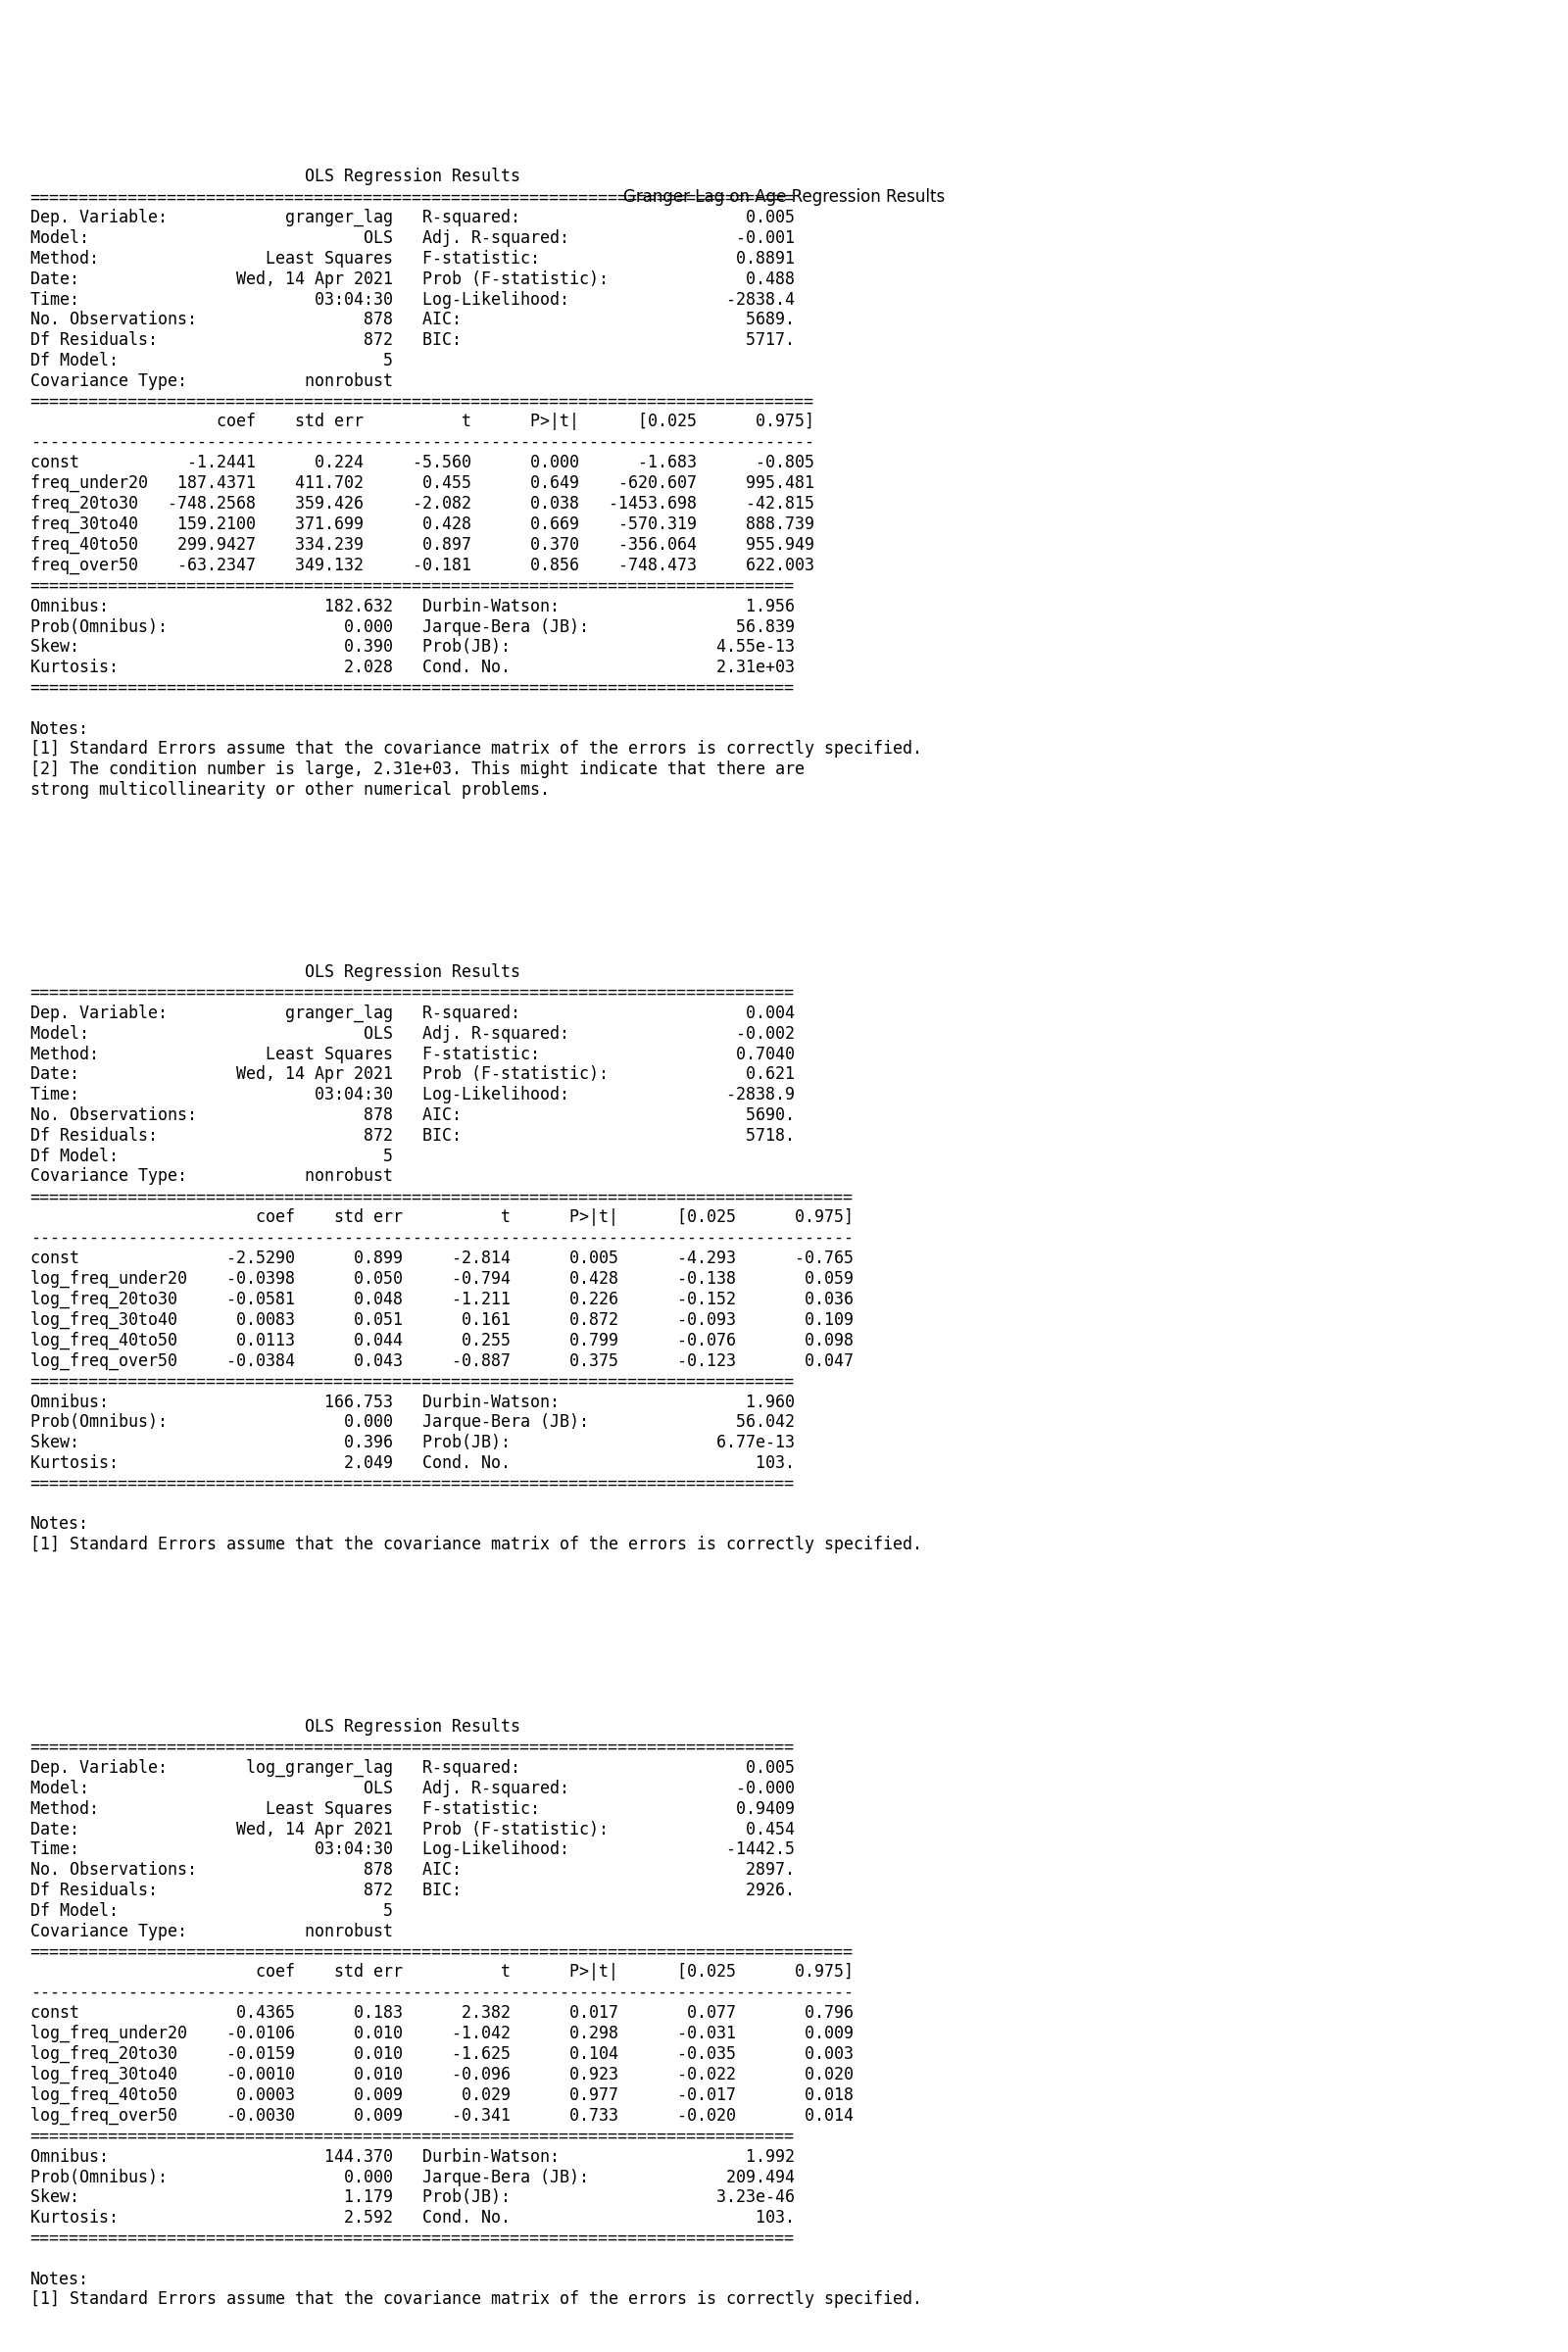 OLS Regression Results
==============================================================================
Granger Lag on Age Regression Results
Dep. Variable:            granger_lag   R-squared:                       0.005
Model:                            OLS   Adj. R-squared:                 -0.001
Method:                 Least Squares   F-statistic:                    0.8891
Date:                Wed, 14 Apr 2021   Prob (F-statistic):              0.488
Time:                        03:04:30   Log-Likelihood:                -2838.4
No. Observations:                 878   AIC:                             5689.
Df Residuals:                     872   BIC:                             5717.
Df Model:                           5
Covariance Type:            nonrobust
================================================================================
                   coef    std err          t      P>|t|      [0.025      0.975]
--------------------------------------------------------------------------------
const           -1.2441      0.224     -5.560      0.000      -1.683      -0.805
freq_under20   187.4371    411.702      0.455      0.649    -620.607     995.481
freq_20to30   -748.2568    359.426     -2.082      0.038   -1453.698     -42.815
freq_30to40    159.2100    371.699      0.428      0.669    -570.319     888.739
freq_40to50    299.9427    334.239      0.897      0.370    -356.064     955.949
freq_over50    -63.2347    349.132     -0.181      0.856    -748.473     622.003
==============================================================================
Omnibus:                      182.632   Durbin-Watson:                   1.956
Prob(Omnibus):                  0.000   Jarque-Bera (JB):               56.839
Skew:                           0.390   Prob(JB):                     4.55e-13
Kurtosis:                       2.028   Cond. No.                     2.31e+03
==============================================================================
Notes:
[1] Standard Errors assume that the covariance matrix of the errors is correctly specified.
[2] The condition number is large, 2.31e+03. This might indicate that there are
strong multicollinearity or other numerical problems.
                            OLS Regression Results
==============================================================================
Dep. Variable:            granger_lag   R-squared:                       0.004
Model:                            OLS   Adj. R-squared:                 -0.002
Method:                 Least Squares   F-statistic:                    0.7040
Date:                Wed, 14 Apr 2021   Prob (F-statistic):              0.621
Time:                        03:04:30   Log-Likelihood:                -2838.9
No. Observations:                 878   AIC:                             5690.
Df Residuals:                     872   BIC:                             5718.
Df Model:                           5
Covariance Type:            nonrobust
====================================================================================
                       coef    std err          t      P>|t|      [0.025      0.975]
------------------------------------------------------------------------------------
const               -2.5290      0.899     -2.814      0.005      -4.293      -0.765
log_freq_under20    -0.0398      0.050     -0.794      0.428      -0.138       0.059
log_freq_20to30     -0.0581      0.048     -1.211      0.226      -0.152       0.036
log_freq_30to40      0.0083      0.051      0.161      0.872      -0.093       0.109
log_freq_40to50      0.0113      0.044      0.255      0.799      -0.076       0.098
log_freq_over50     -0.0384      0.043     -0.887      0.375      -0.123       0.047
==============================================================================
Omnibus:                      166.753   Durbin-Watson:                   1.960
Prob(Omnibus):                  0.000   Jarque-Bera (JB):               56.042
Skew:                           0.396   Prob(JB):                     6.77e-13
Kurtosis:                       2.049   Cond. No.                         103.
==============================================================================
Notes:
[1] Standard Errors assume that the covariance matrix of the errors is correctly specified.
                            OLS Regression Results
==============================================================================
Dep. Variable:        log_granger_lag   R-squared:                       0.005
Model:                            OLS   Adj. R-squared:                 -0.000
Method:                 Least Squares   F-statistic:                    0.9409
Date:                Wed, 14 Apr 2021   Prob (F-statistic):              0.454
Time:                        03:04:30   Log-Likelihood:                -1442.5
No. Observations:                 878   AIC:                             2897.
Df Residuals:                     872   BIC:                             2926.
Df Model:                           5
Covariance Type:            nonrobust
====================================================================================
                       coef    std err          t      P>|t|      [0.025      0.975]
------------------------------------------------------------------------------------
const                0.4365      0.183      2.382      0.017       0.077       0.796
log_freq_under20    -0.0106      0.010     -1.042      0.298      -0.031       0.009
log_freq_20to30     -0.0159      0.010     -1.625      0.104      -0.035       0.003
log_freq_30to40     -0.0010      0.010     -0.096      0.923      -0.022       0.020
log_freq_40to50      0.0003      0.009      0.029      0.977      -0.017       0.018
log_freq_over50     -0.0030      0.009     -0.341      0.733      -0.020       0.014
==============================================================================
Omnibus:                      144.370   Durbin-Watson:                   1.992
Prob(Omnibus):                  0.000   Jarque-Bera (JB):              209.494
Skew:                           1.179   Prob(JB):                     3.23e-46
Kurtosis:                       2.592   Cond. No.                         103.
==============================================================================
Notes:
[1] Standard Errors assume that the covariance matrix of the errors is correctly specified.